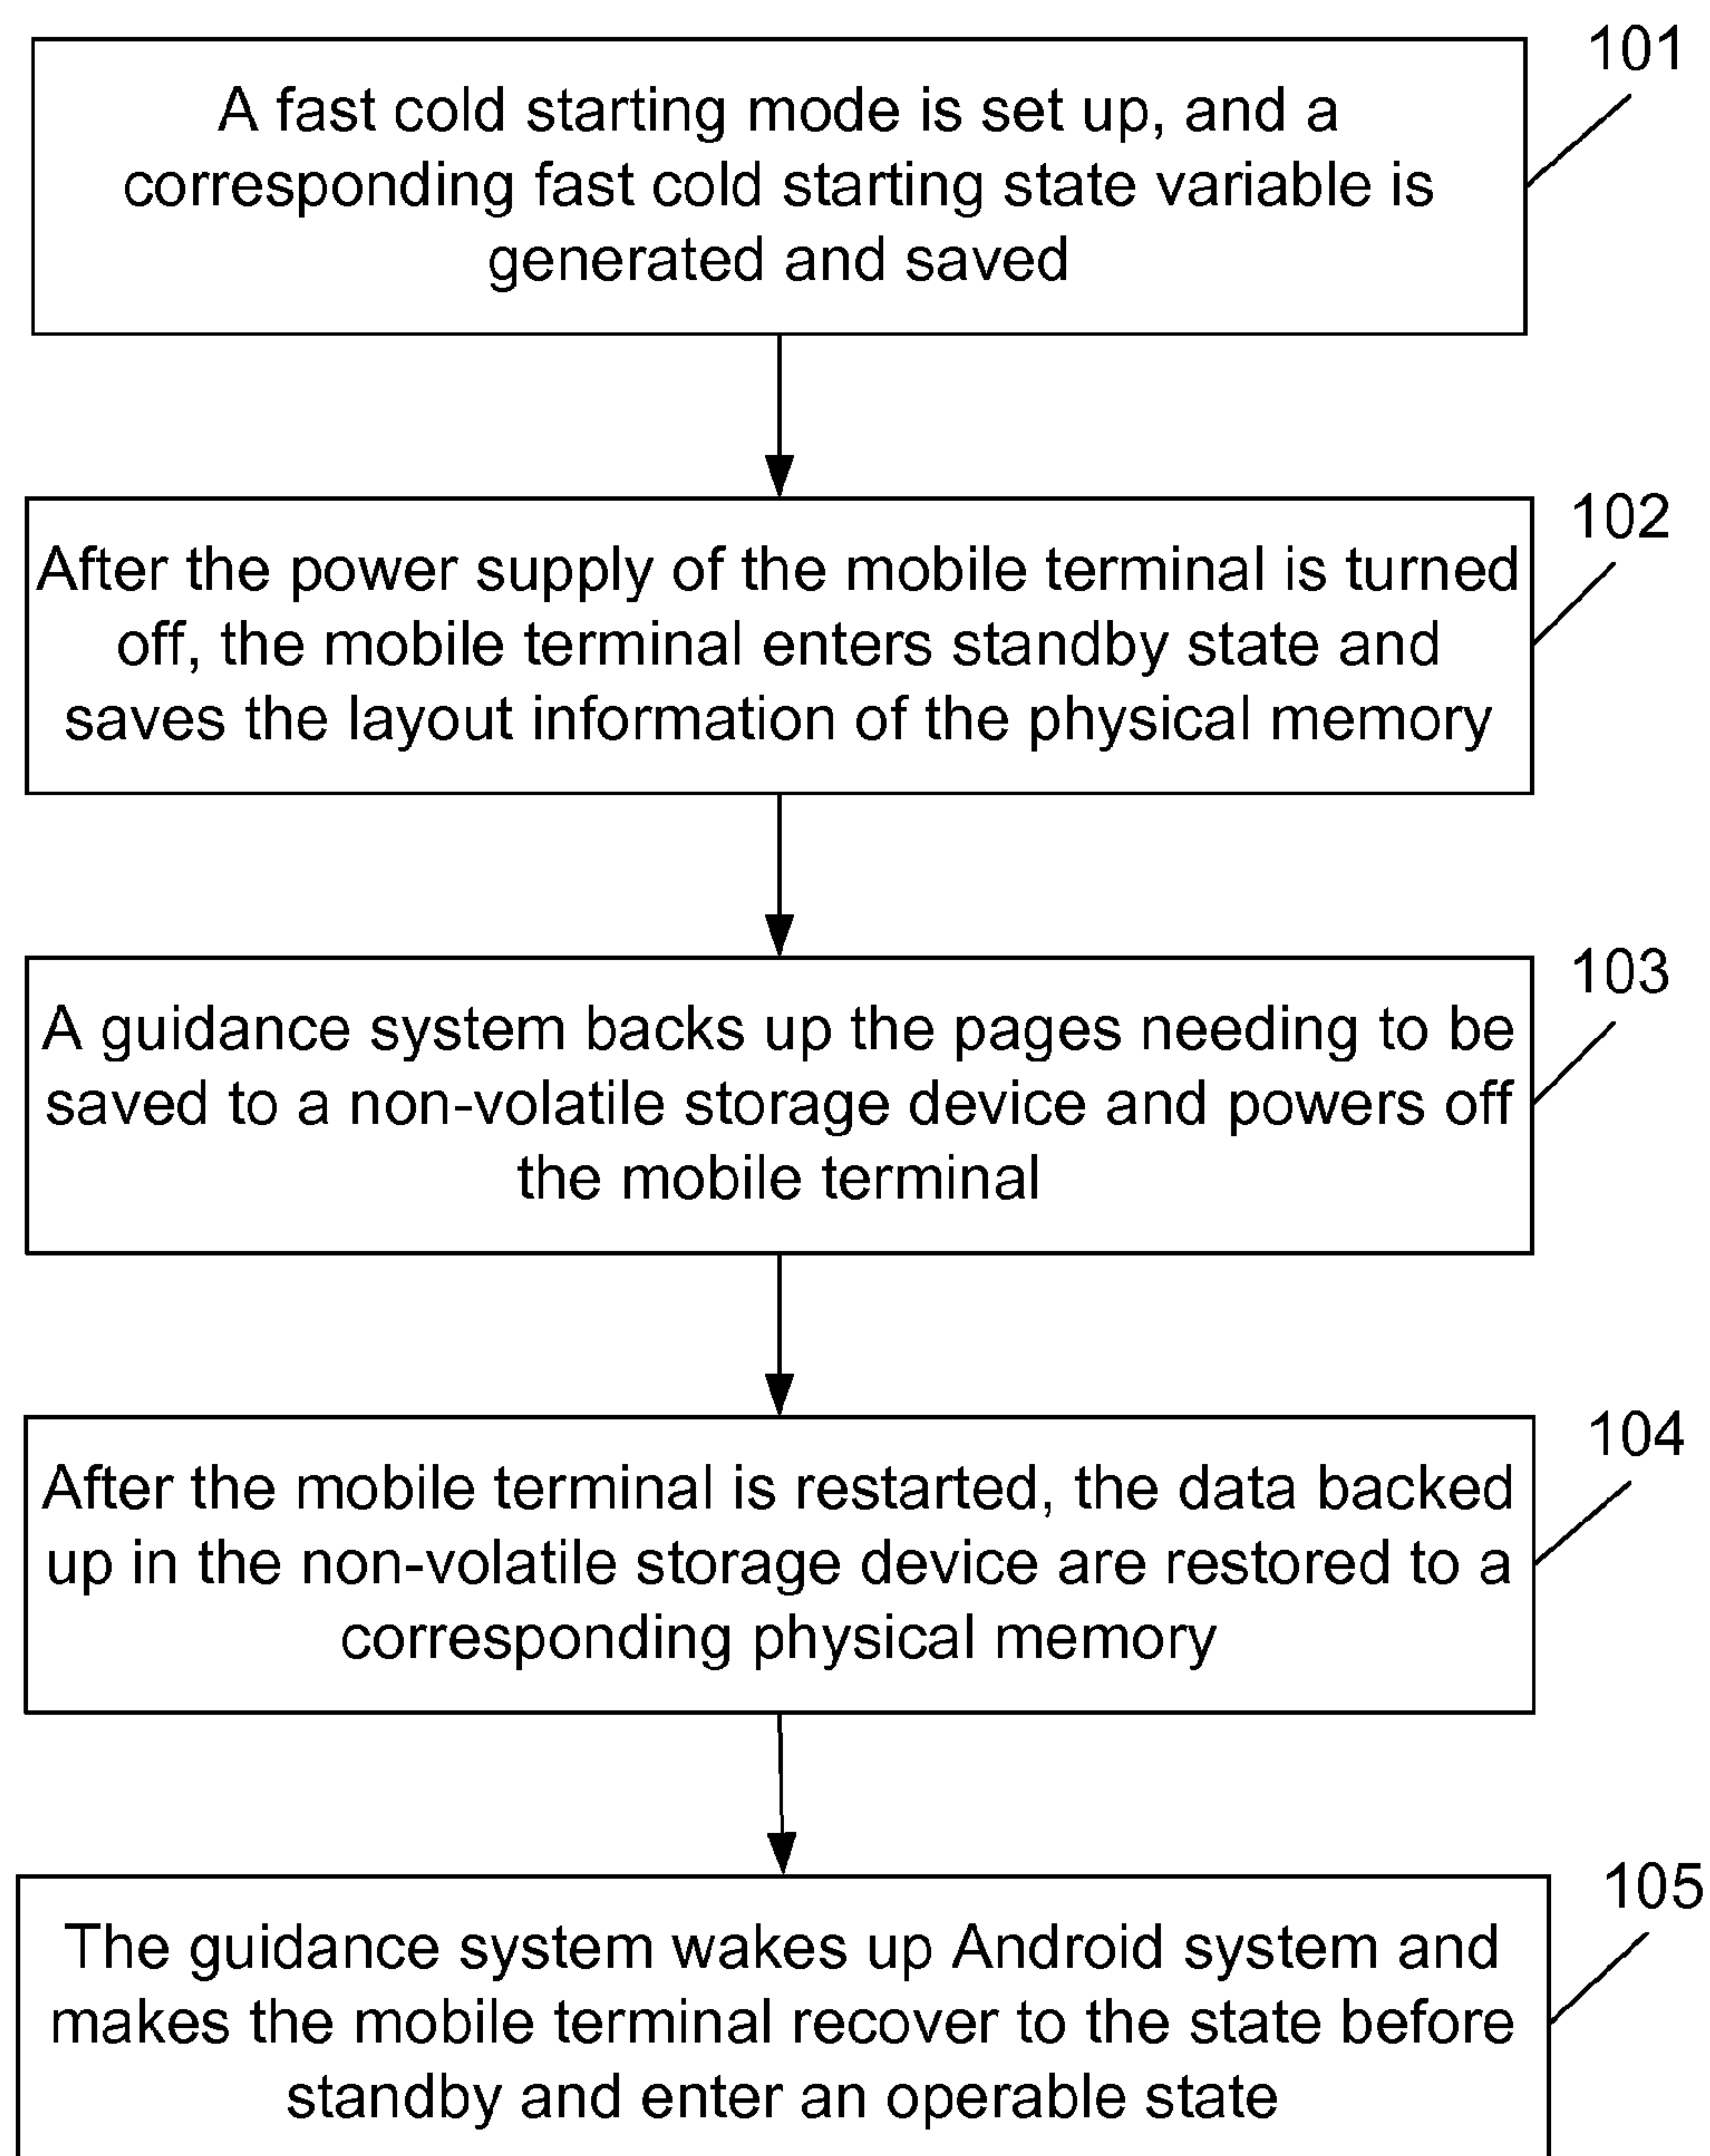 101
A fast cold starting mode is set up, and a
corresponding fast cold starting state variable is
generated and saved
102
After the power supply of the mobile terminal is turned
off, the mobile terminal enters standby state and
saves the layout information of the physical memory
103
A guidance system backs up the pages needing to be
saved to a non-volatile storage device and powers off
the mobile terminal
104
After the mobile terminal is restarted, the data backed
up in the non-volatile storage device are restored to a
corresponding physical memory
105
The guidance system wakes up Android system and
makes the mobile terminal recover to the state before
standby and enter an operable state